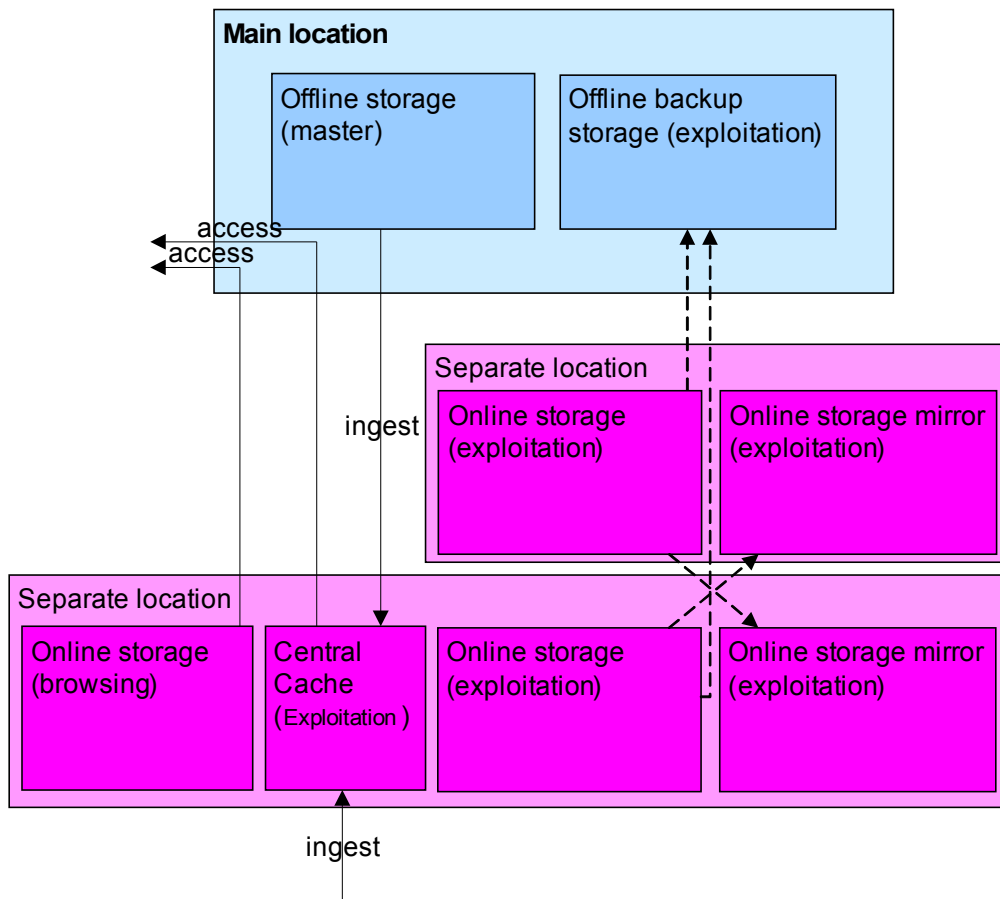 Main location
Offline storage
(master)
Offline backup
storage (exploitation)
access
access
ingest
Separate location
Online storage
(exploitation)
Online storage mirror
(exploitation)
Separate location
Online storage
(browsing)
Central
Cache
(Exploitation )
Online storage
(exploitation)
Online storage mirror
(exploitation)
ingest